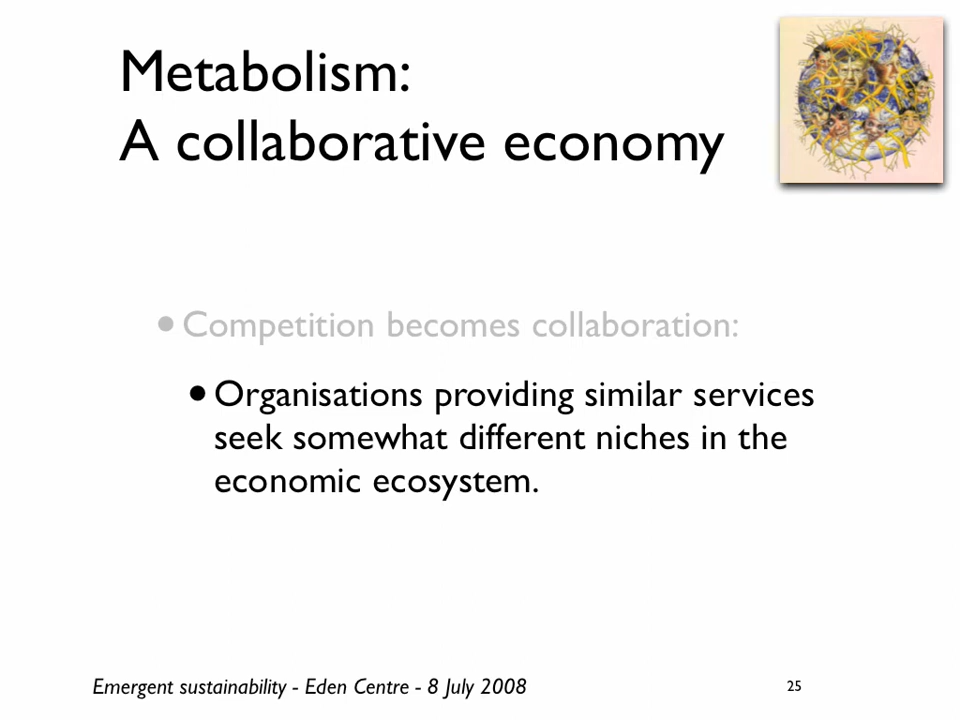 Metabolism:
A collaborative economy
• Competition becomes collaboration:
• Organisations providing similar services
seek somewhat different niches in the
economic ecosystem.
Emergent sustainability - Eden Centre - 8 July 2008
25